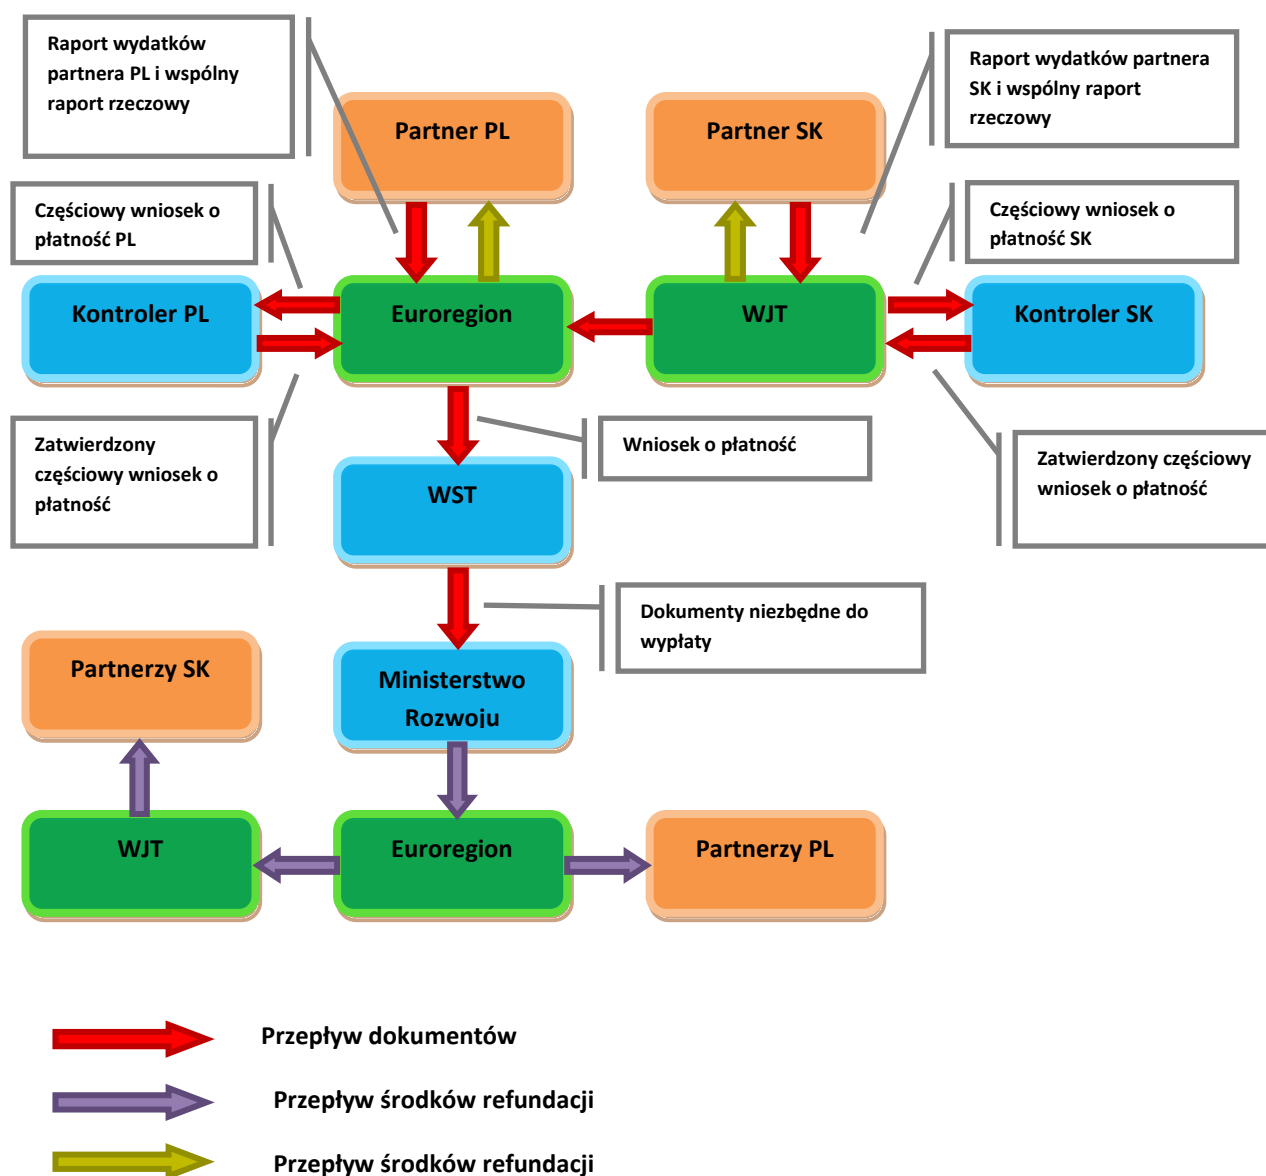 Raport wydatków
partnera PL i wspólny
raport rzeczowy
Raport wydatków partnera
SK i wspólny raport
rzeczowy
Partner PL
Partner SK
Częściowy wniosek o
płatność PL
Częściowy wniosek o
płatność SK
Kontroler PL
Euroregion
WJT
Kontroler SK
Zatwierdzony
częściowy wniosek o
płatność
Wniosek o płatność
Zatwierdzony częściowy
wniosek o płatność
WST
Dokumenty niezbędne do
wypłaty
Partnerzy SK
Ministerstwo
Rozwoju
WJT
Euroregion
Partnerzy PL
Przepływ dokumentów
Przepływ środków refundacji
Przepływ środków refundacji